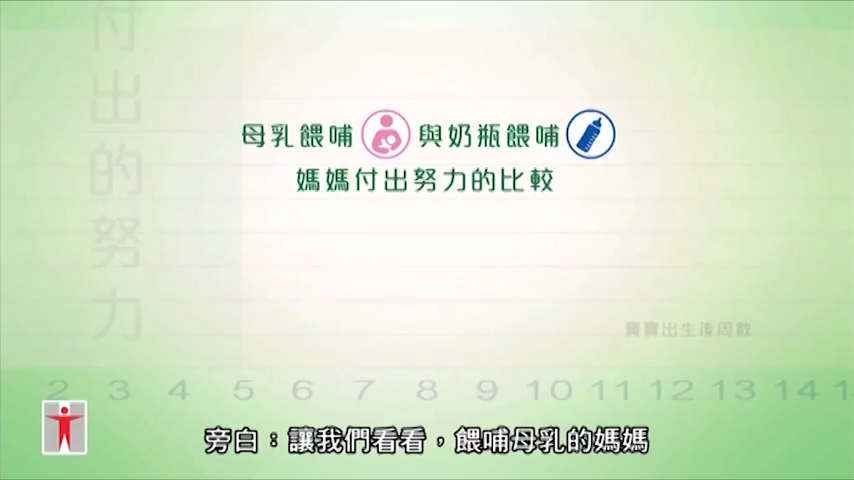 付出的努力
母乳餵哺 與奶瓶餵哺
媽媽付出努力的比較
寶寶出生後周數
2 3 4 5 6 7 8 9 10 11 12 13 14 1
旁白：讓我們看看，餵哺母乳的媽媽